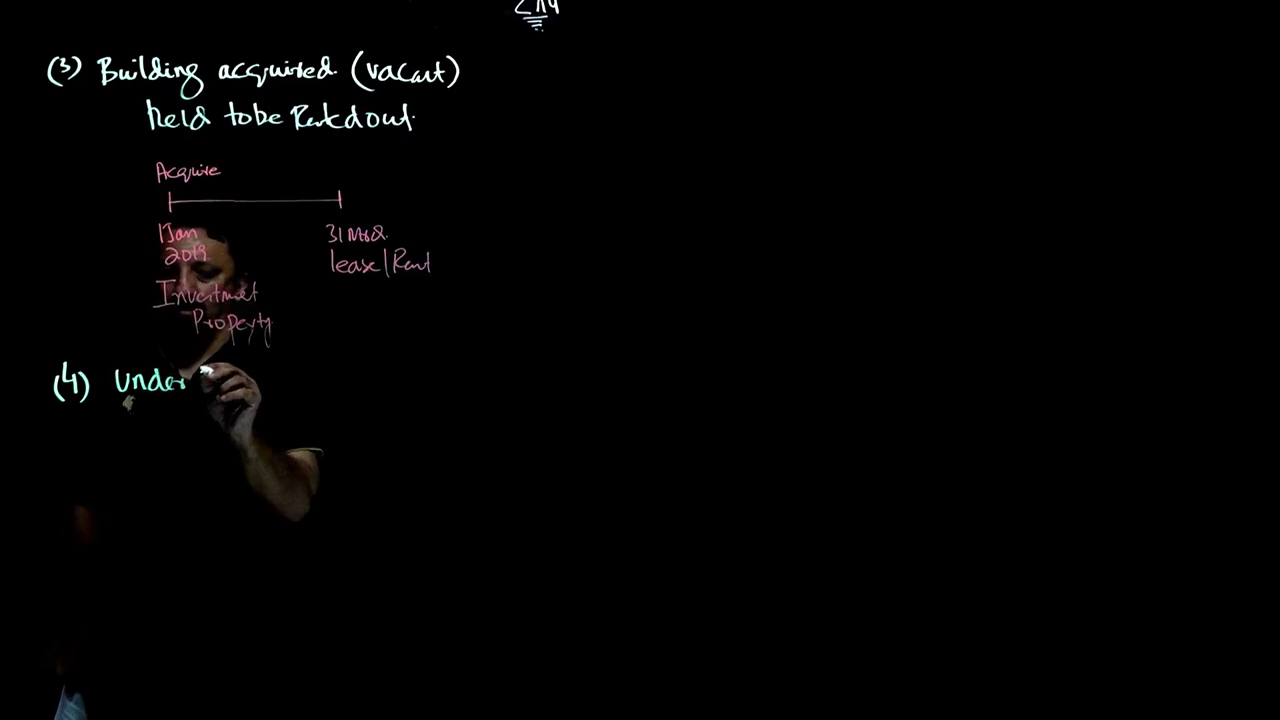 (3) Building acquired. (vacant)
held to be Rented out.
Acquire
1 Jan
2019
31 March
lease/Rent
Investment
Property
(4) Under